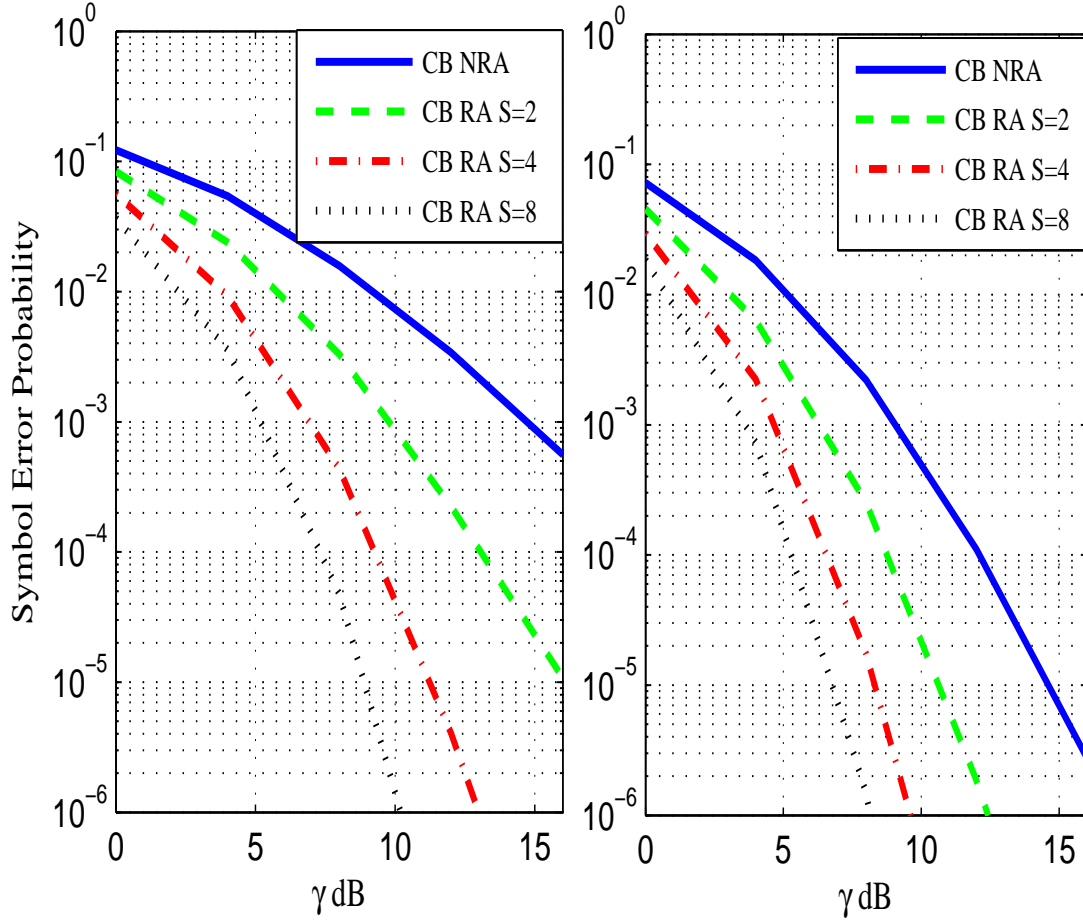 Symbol Error Probability
10^0
10^-1
10^-2
10^-3
10^-4
10^-5
10^-6
0 5 10 15
γ dB
CB NRA
CB RA S=2
CB RA S=4
CB RA S=8
10^0
10^-1
10^-2
10^-3
10^-4
10^-5
10^-6
0 5 10 15
γ dB
CB NRA
CB RA S=2
CB RA S=4
CB RA S=8